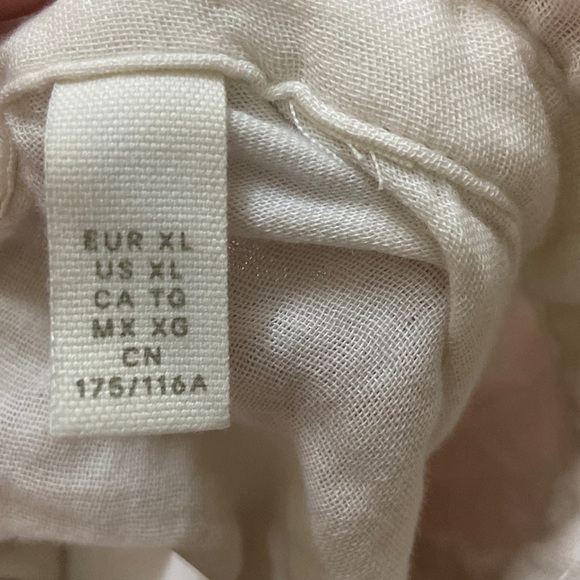 EUR XL
US XL
CA TG
MX XG
CN
175/116A